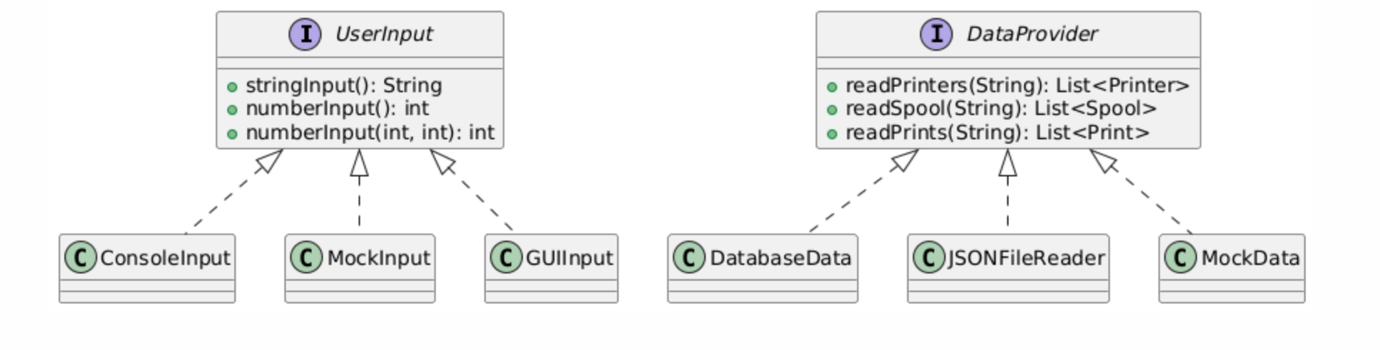 I UserInput
stringInput(): String
numberInput(): int
numberInput(int, int): int
I DataProvider
readPrinters(String): List<Printer>
readSpool(String): List<Spool>
readPrints(String): List<Print>
C ConsoleInput
C MockInput
C GUIInput
C DatabaseData
C JSONFileReader
C MockData